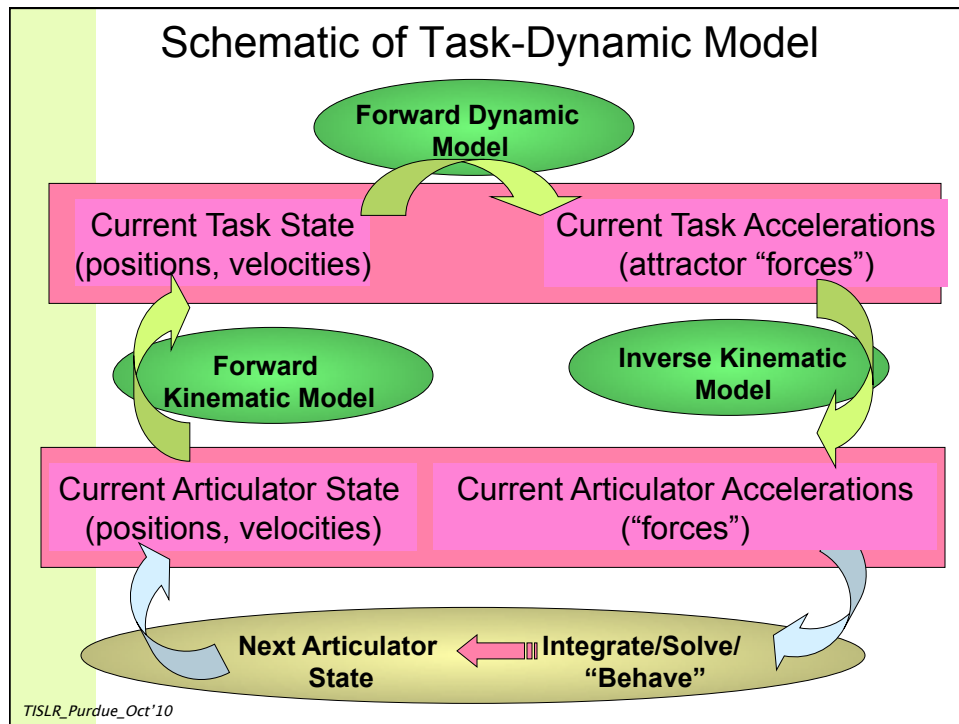 Schematic of Task-Dynamic Model
Forward Dynamic
Model
Current Task State
(positions, velocities)
Current Task Accelerations
(attractor “forces”)
Forward
Kinematic Model
Inverse Kinematic
Model
Current Articulator State
(positions, velocities)
Current Articulator Accelerations
(“forces”)
Next Articulator
State
Integrate/Solve/
“Behave”
TISLR_Purdue_Oct’10